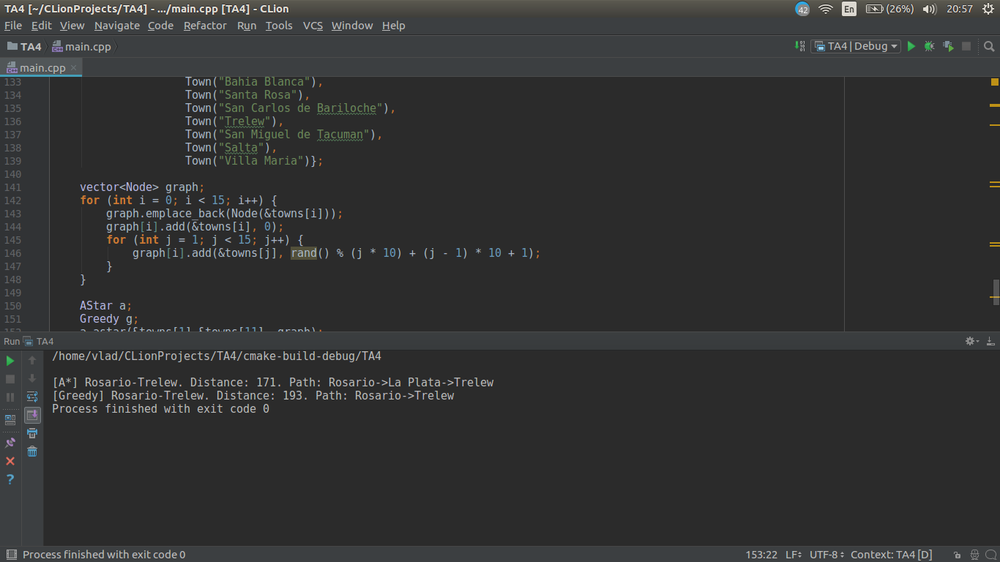 TA4 [~/CLionProjects/TA4] - .../main.cpp [TA4] - CLion
42 En (26%) 20:57
File Edit View Navigate Code Refactor Run Tools VCS Window Help
TA4 main.cpp TA4 | Debug
main.cpp
133 Town("Bahia Blanca"),
134 Town("Santa Rosa"),
135 Town("San Carlos de Bariloche"),
136 Town("Trelew"),
137 Town("San Miguel de Tacuman"),
138 Town("Salta"),
139 Town("Villa Maria")};
140
141 vector<Node> graph;
142 for (int i = 0; i < 15; i++) {
143 graph.emplace_back(Node(&towns[i]));
144 graph[i].add(&towns[i], 0);
145 for (int j = 1; j < 15; j++) {
146 graph[i].add(&towns[j], rand() % (j * 10) + (j - 1) * 10 + 1);
147 }
148 }
149
150 AStar a;
151 Greedy g;
152 a.astar(&towns[1],&towns[11], graph);
Run TA4
/home/vlad/CLionProjects/TA4/cmake-build-debug/TA4
[A*] Rosario-Trelew. Distance: 171. Path: Rosario->La Plata->Trelew
[Greedy] Rosario-Trelew. Distance: 193. Path: Rosario->Trelew
Process finished with exit code 0
Process finished with exit code 0 153:22 LF UTF-8 Context: TA4 [D]